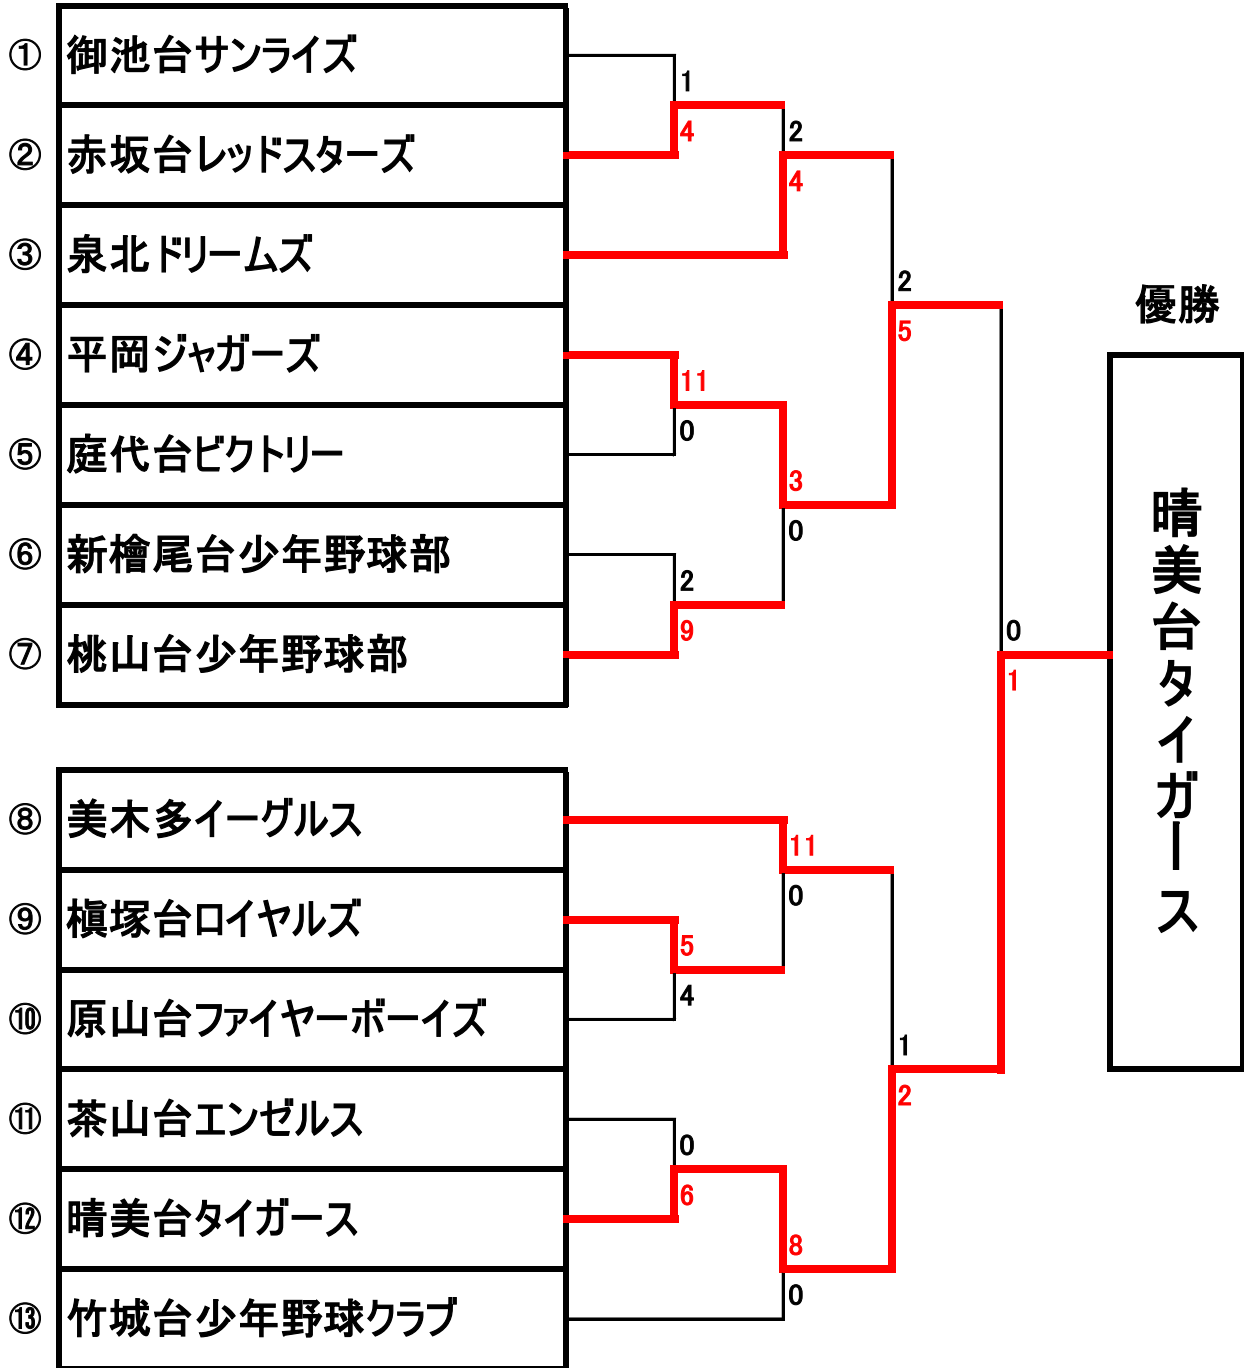 ① 御池台サンライズ
1
② 赤坂台レッドスターズ
4
2
4
③ 泉北ドリームズ
2
5
優勝
④ 平岡ジャガーズ
11
0
⑤ 庭代台ビクトリー
3
0
⑥ 新檜尾台少年野球部
2
9
⑦ 桃山台少年野球部
0
1
晴美台タイガース
⑧ 美木多イーグルス
11
0
⑨ 槇塚台ロイヤルズ
5
4
⑩ 原山台ファイヤーボーイズ
1
2
⑪ 茶山台エンゼルス
0
6
⑫ 晴美台タイガース
8
0
⑬ 竹城台少年野球クラブ